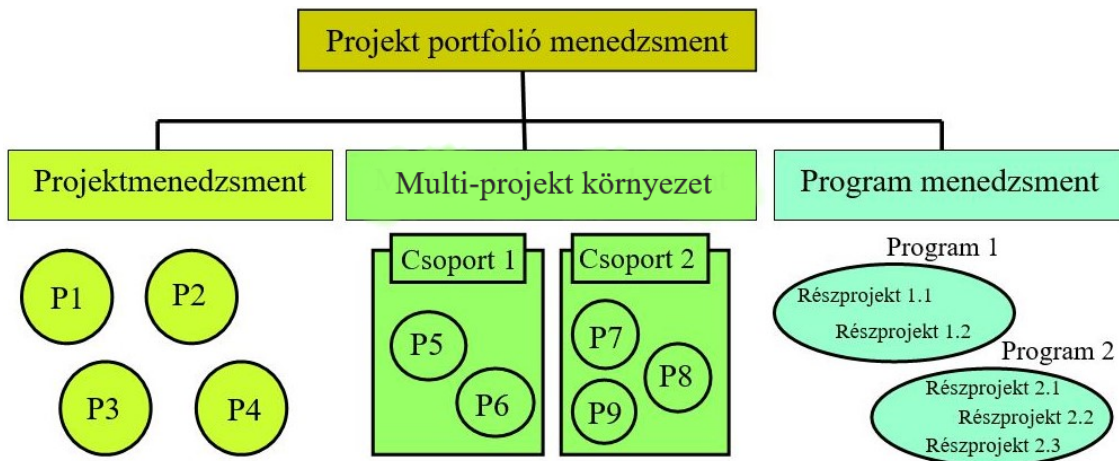 Projekt portfolió menedzsment
Projektmenedzsment
Multi-projekt környezet
Program menedzsment
P1
P2
P3
P4
Csoport 1
P5
P6
Csoport 2
P7
P8
P9
Program 1
Részprojekt 1.1
Részprojekt 1.2
Program 2
Részprojekt 2.1
Részprojekt 2.2
Részprojekt 2.3